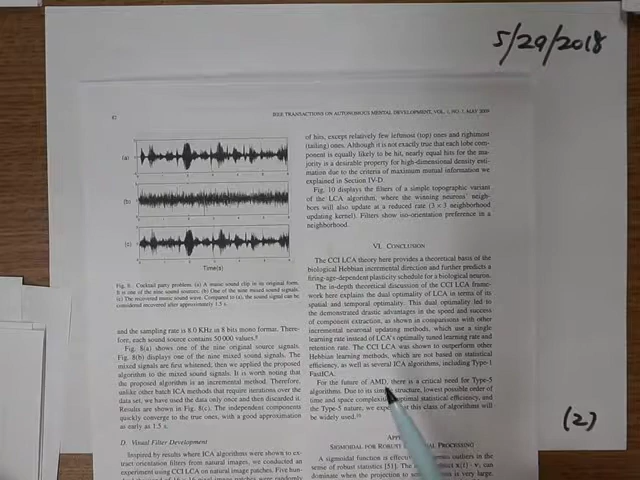 5/29/2018
IEEE TRANSACTIONS ON AUTONOMOUS MENTAL DEVELOPMENT, VOL. 1, NO. 1, MAY 2009
(a)
(b)
(c)
Time(s)
Fig. 8. Cocktail party problem. (a) A music sound clip in its original form.
It is one of the nine sound sources. (b) One of the nine mixed sound signals.
(c) The recovered music sound wave. Compared to (a), the sound signal can be
considered recovered after approximately 1.5 s.
and the sampling rate is 8.0 KHz in 8 bits mono format. There-
fore, each sound source contains 50 000 values.
Fig. 8(a) shows one of the nine original source signals.
Fig. 8(b) displays one of the nine mixed sound signals. The
mixed signals are first whitened, then we applied the proposed
algorithm to the mixed sound signals. It is worth noting that
the proposed algorithm is an incremental method. Therefore,
unlike other batch ICA methods that require iterations over the
data set, we have used the data only once and then discarded it.
Results are shown in Fig. 8(c). The independent components
quickly converge to the true ones, with a good approximation
as early as 1.5 s.
D. Visual Filter Development
Inspired by results where ICA algorithms were shown to ex-
tract orientation filters from natural images, we conducted an
experiment using CCI LCA on natural image patches. Five hun-
of hits, except relatively few leftmost (top) ones and rightmost
(tailing) ones. Although it is not exactly true that each lobe com-
ponent is equally likely to be hit, nearly equal hits for the ma-
jority is a desirable property for high-dimensional density esti-
mation due to the criteria of maximum mutual information we
explained in Section IV-D.
Fig. 10 displays the filters of a simple topographic variant
of the LCA algorithm, where the winning neurons' neigh-
bors will also update at a reduced rate (3 × 3 neighborhood
updating kernel). Filters show iso-orientation preference in a
neighborhood.
VI. CONCLUSION
The CCI LCA theory here provides a theoretical basis of the
biological Hebbian incremental direction and further predicts a
firing-age-dependent plasticity schedule for a biological neuron.
The in-depth theoretical discussion of the CCI LCA frame-
work here explains the dual optimality of LCA in terms of its
spatial and temporal optimality. This dual optimality led to
the demonstrated drastic advantages in the speed and success
of component extraction, as shown in comparisons with other
incremental neuronal updating methods, which use a single
learning rate instead of LCA's optimally tuned learning rate and
retention rate. The CCI LCA was shown to outperform other
Hebbian learning methods, which are not based on statistical
efficiency, as well as several ICA algorithms, including Type-1
FastICA.
For the future of AMD, there is a critical need for Type-5
algorithms. Due to its simple structure, lowest possible order of
time and space optimal statistical efficiency, and
the Type-5 nature, we expect this class of algorithms will
be widely used.
SIGMOIDAL FOR ROBUST PROCESSING
A sigmoidal function is outliers in the
sense of robust statistics [51].
dominate when the projection
(2)